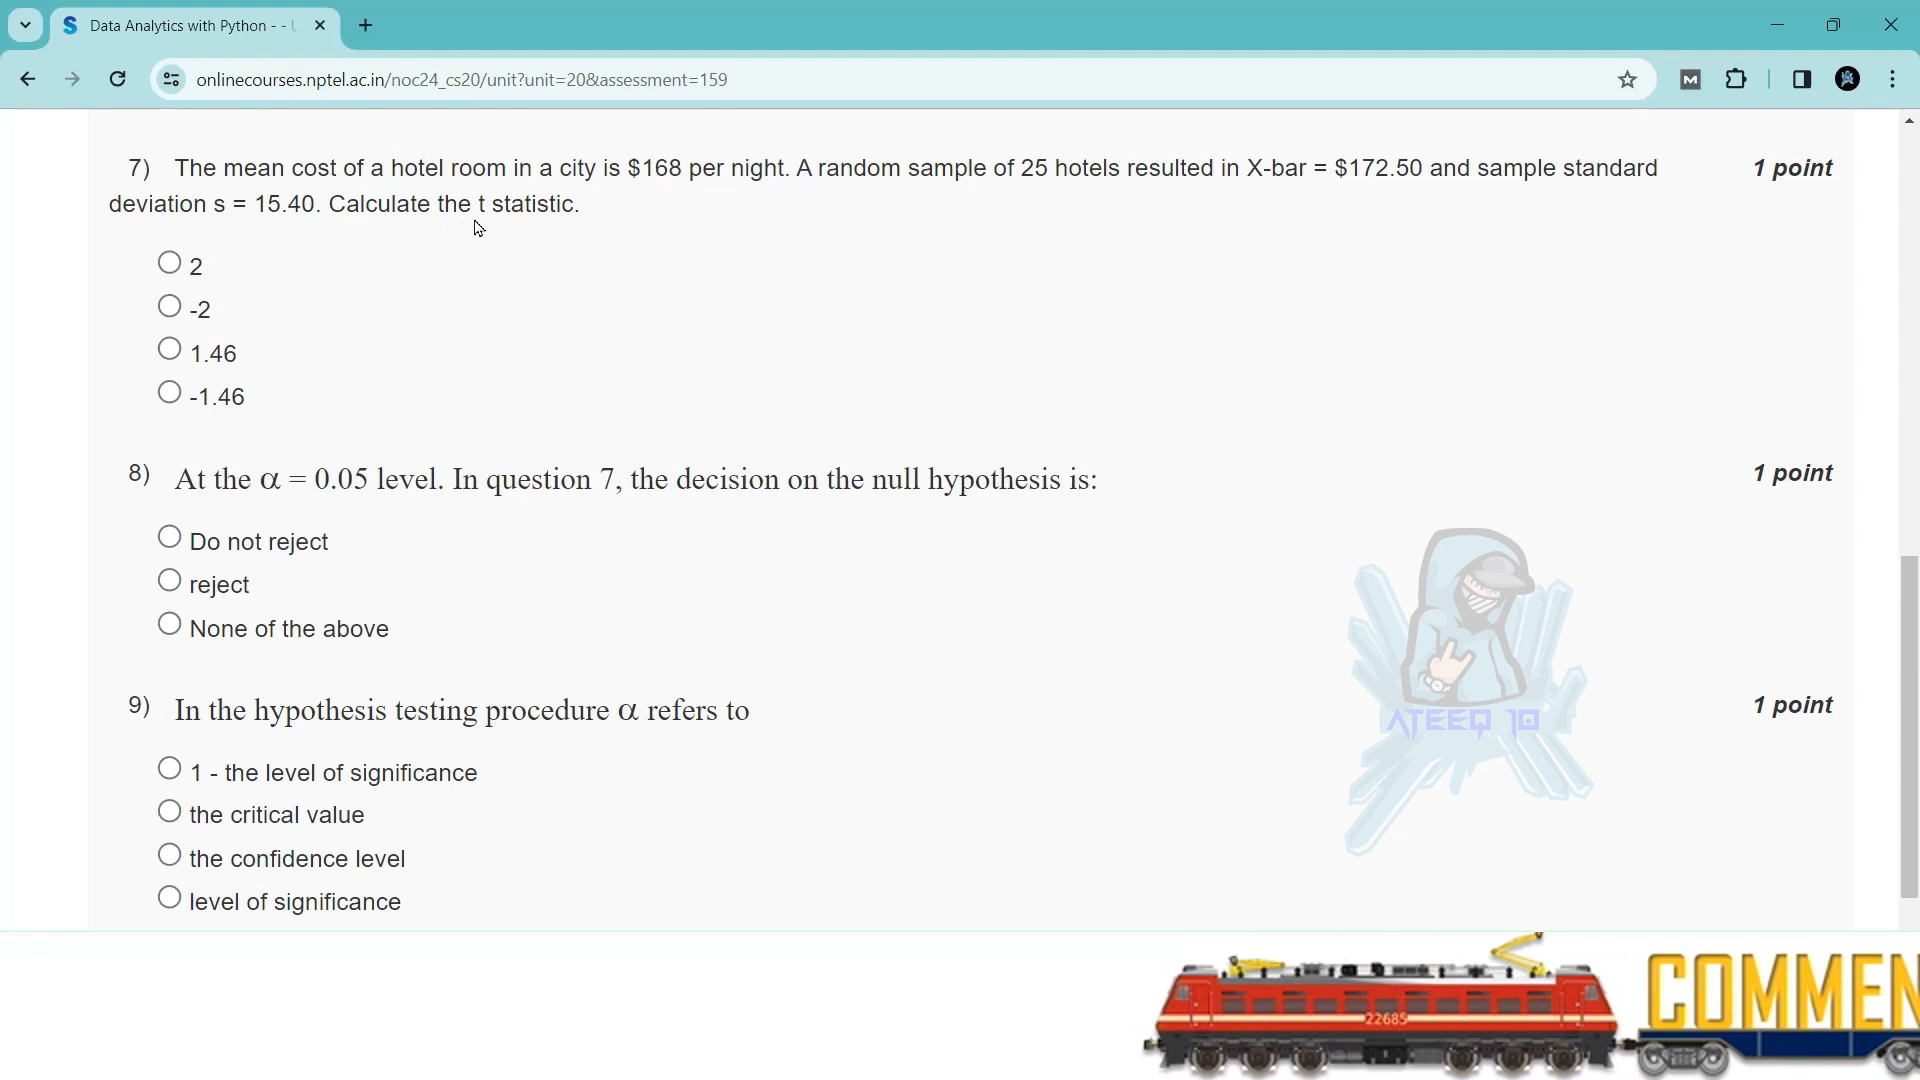 Data Analytics with Python - -
onlinecourses.nptel.ac.in/noc24_cs20/unit?unit=20&assessment=159
7) The mean cost of a hotel room in a city is $168 per night. A random sample of 25 hotels resulted in X-bar = $172.50 and sample standard 1 point
deviation s = 15.40. Calculate the t statistic.
2
-2
1.46
-1.46
8) At the α = 0.05 level. In question 7, the decision on the null hypothesis is: 1 point
Do not reject
reject
None of the above
9) In the hypothesis testing procedure α refers to 1 point
1 - the level of significance
the critical value
the confidence level
level of significance
ATEEQ 10
22685
COMMEN